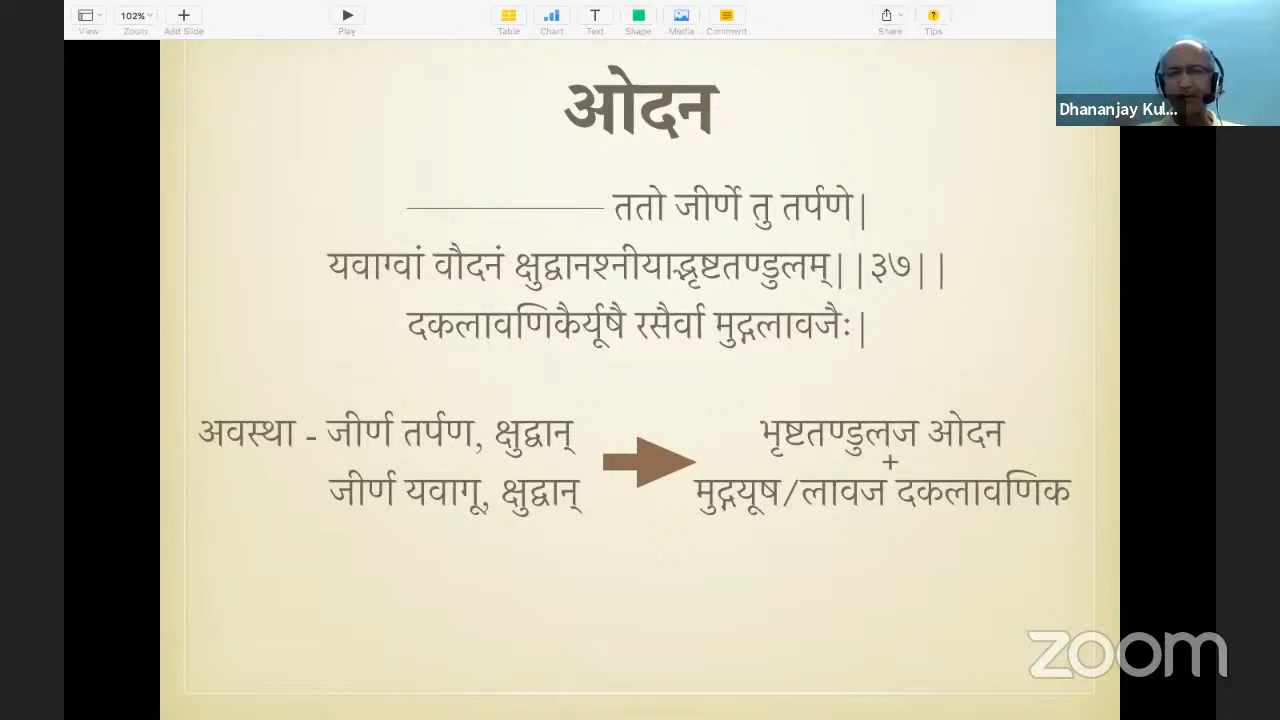 102%
View
Zoom
Add Slide
Play
Table
Chart
Text
Shape
Media
Comment
Share
Tips
Dhananjay Kul...
ओदन
ततो जीर्णे तु तर्पणे|
यवाग्वां वौदनं क्षुद्वानश्नीयाद्भृष्टतण्डुलम्||३७||
दकलावणिकैर्यूषै रसैर्वा मुद्गलावजैः|
अवस्था - जीर्ण तर्पण, क्षुद्वान्
जीर्ण यवागू, क्षुद्वान्
भृष्टतण्डुलज ओदन
+
मुद्गयूष/लावज दकलावणिक
zoom